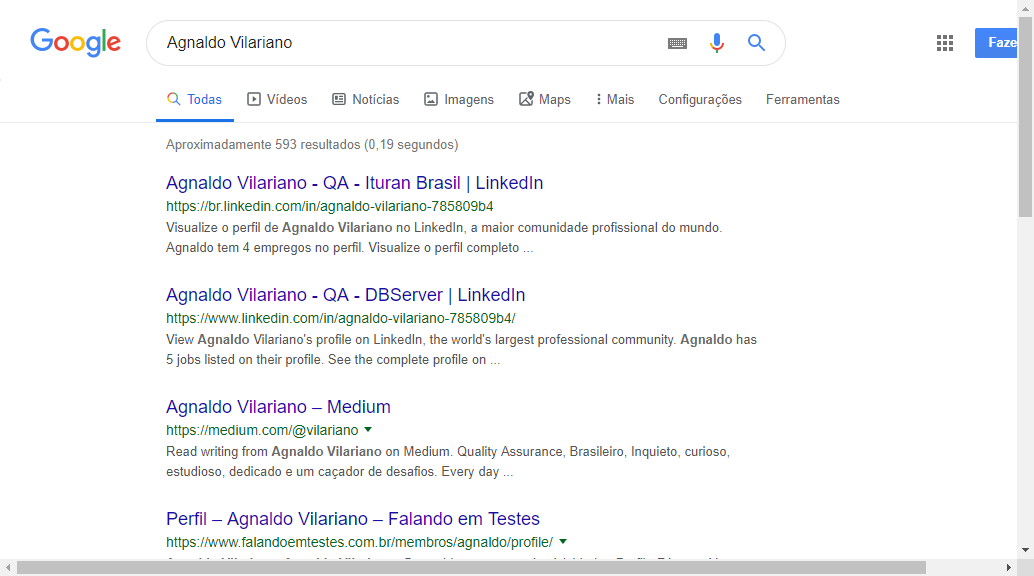 Google
Agnaldo Vilariano
Faze
Todas Vídeos Notícias Imagens Maps Mais Configurações Ferramentas
Aproximadamente 593 resultados (0,19 segundos)
Agnaldo Vilariano - QA - Ituran Brasil | LinkedIn
https://br.linkedin.com/in/agnaldo-vilariano-785809b4
Visualize o perfil de Agnaldo Vilariano no LinkedIn, a maior comunidade profissional do mundo.
Agnaldo tem 4 empregos no perfil. Visualize o perfil completo ...
Agnaldo Vilariano - QA - DBServer | LinkedIn
https://www.linkedin.com/in/agnaldo-vilariano-785809b4/
View Agnaldo Vilariano's profile on LinkedIn, the world's largest professional community. Agnaldo has
5 jobs listed on their profile. See the complete profile on ...
Agnaldo Vilariano – Medium
https://medium.com/@vilariano
Read writing from Agnaldo Vilariano on Medium. Quality Assurance, Brasileiro, Inquieto, curioso,
estudioso, dedicado e um caçador de desafios. Every day ...
Perfil – Agnaldo Vilariano – Falando em Testes
https://www.falandoemtestes.com.br/membros/agnaldo/profile/